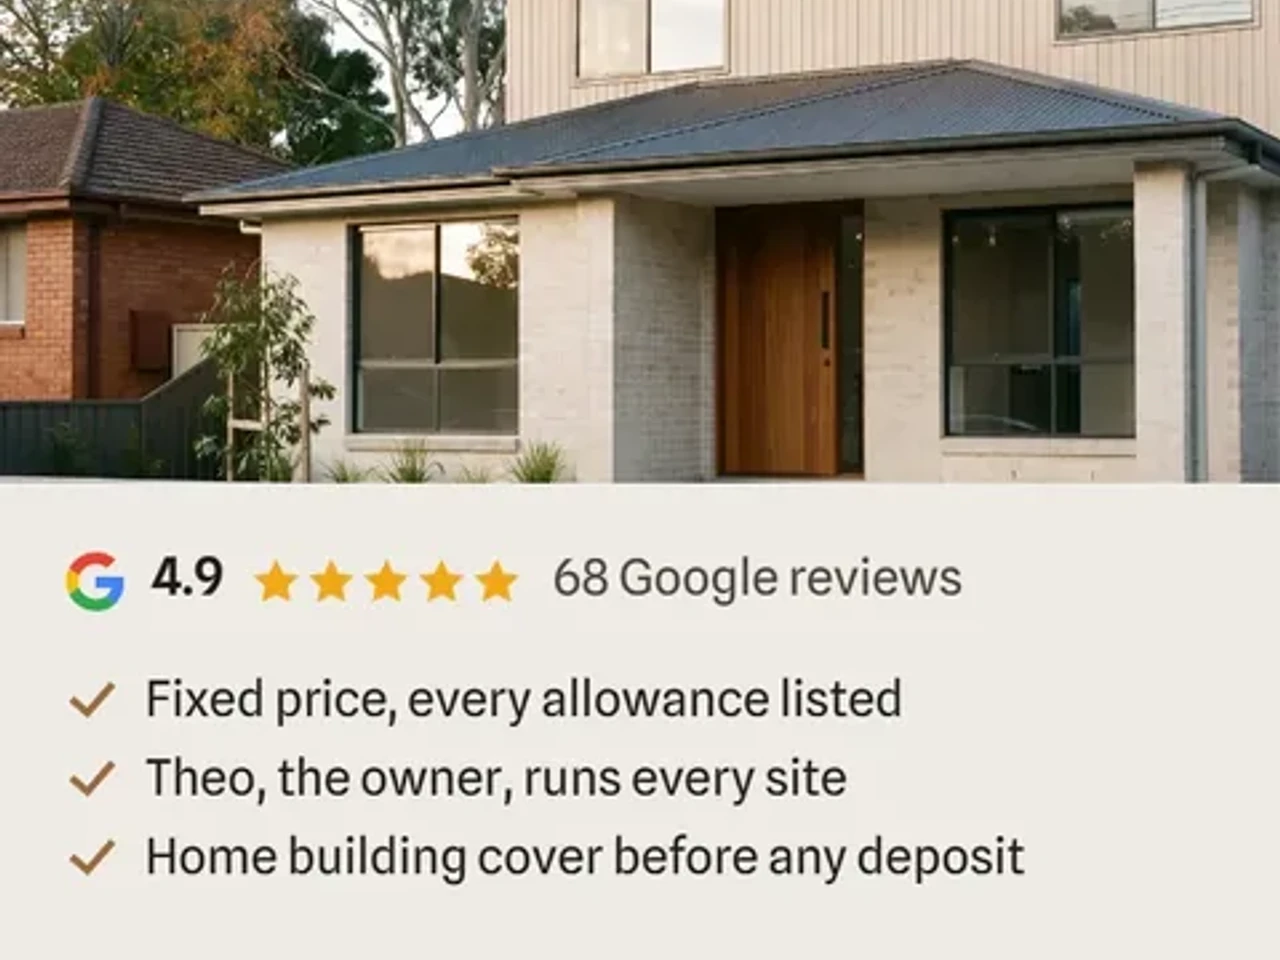 4.9 68 Google reviews
Fixed price, every allowance listed
Theo, the owner, runs every site
Home building cover before any deposit